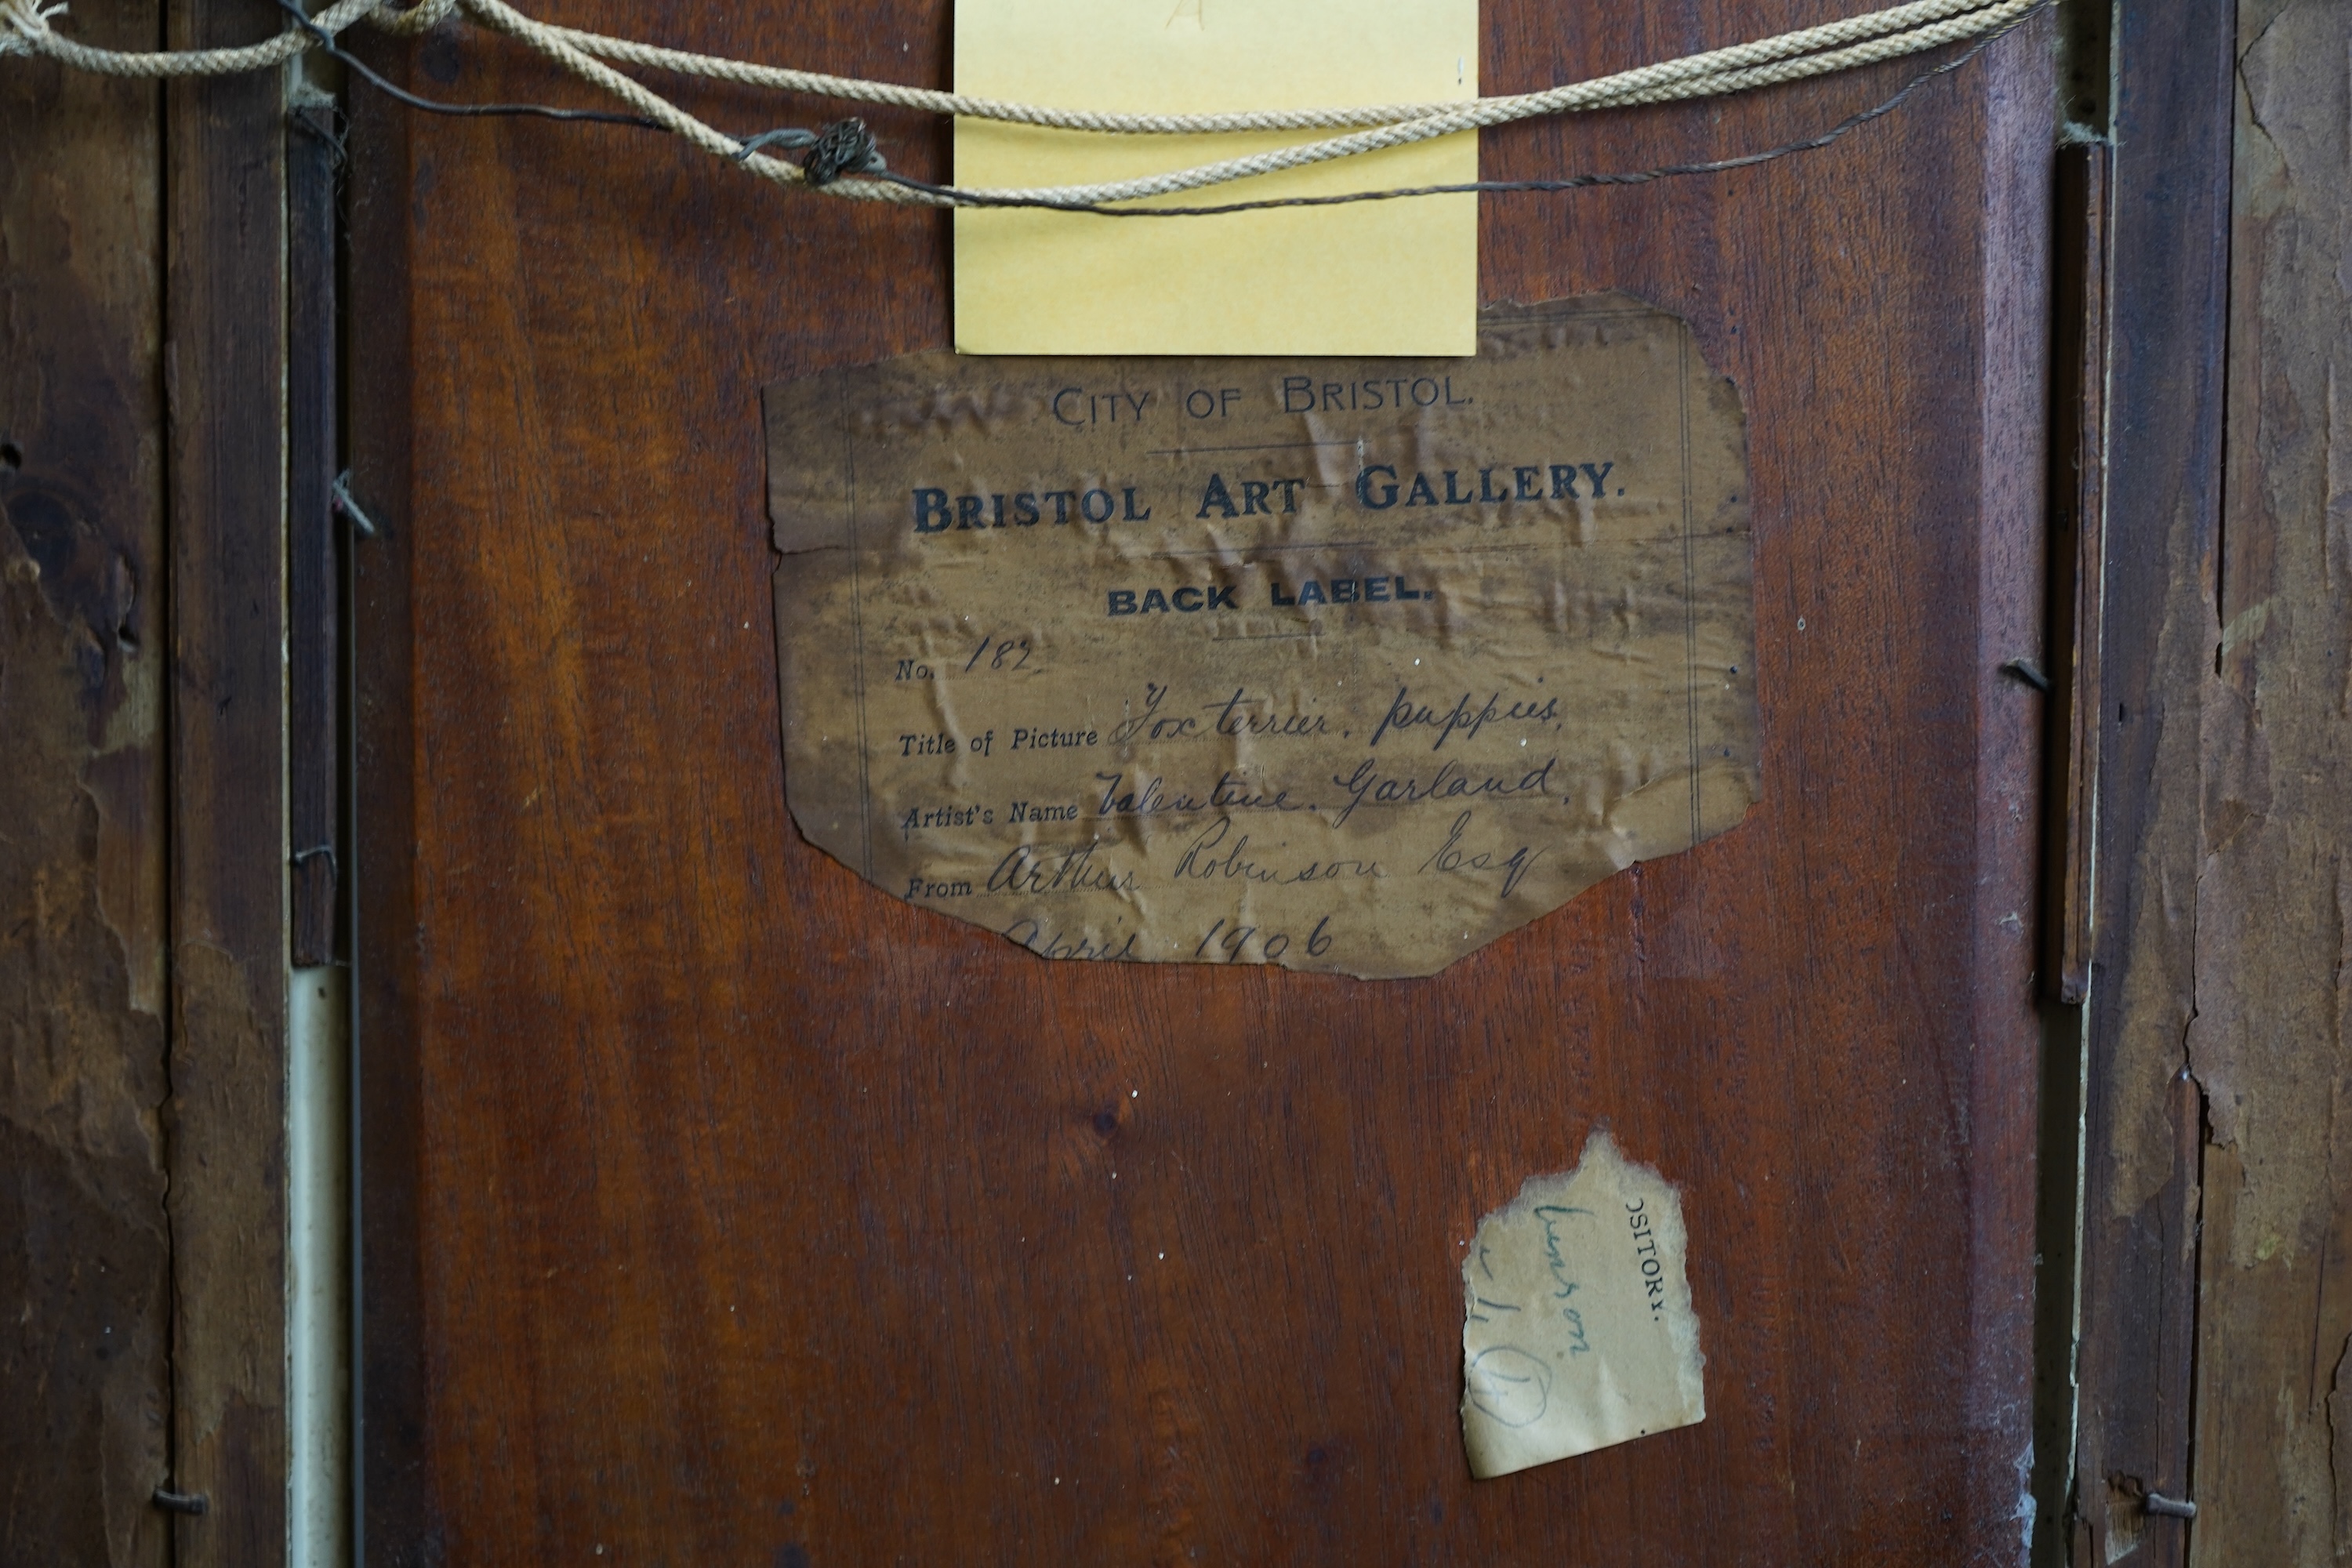 CITY OF BRISTOL.
BRISTOL ART GALLERY.
BACK LABEL.
No. 182
Title of Picture Fox terrier. puppies.
Artist's Name Valentine. Garland.
From Arthur Robinson Esq
April 1906
OSITORY.